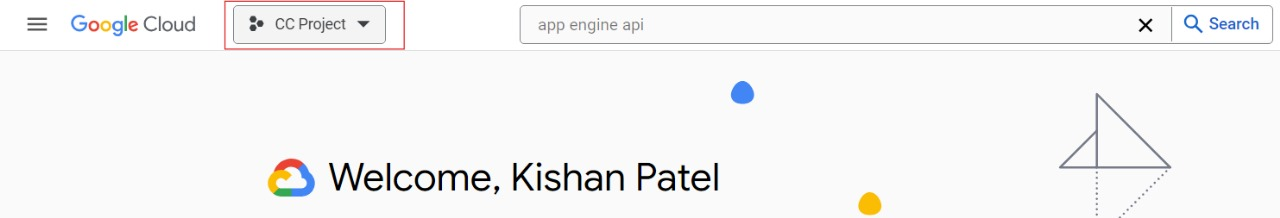 Google Cloud
CC Project
app engine api
Search
Welcome, Kishan Patel